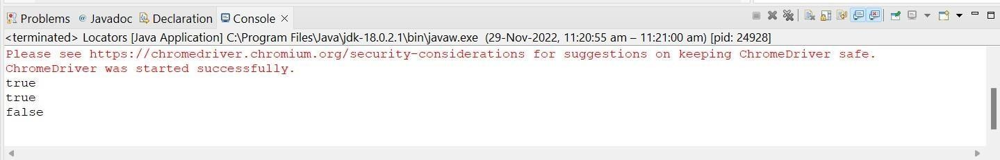 Problems @ Javadoc Declaration Console
<terminated> Locators [Java Application] C:\Program Files\Java\jdk-18.0.2.1\bin\javaw.exe (29-Nov-2022, 11:20:55 am – 11:21:00 am) [pid: 24928]
Please see https://chromedriver.chromium.org/security-considerations for suggestions on keeping ChromeDriver safe.
ChromeDriver was started successfully.
true
true
false